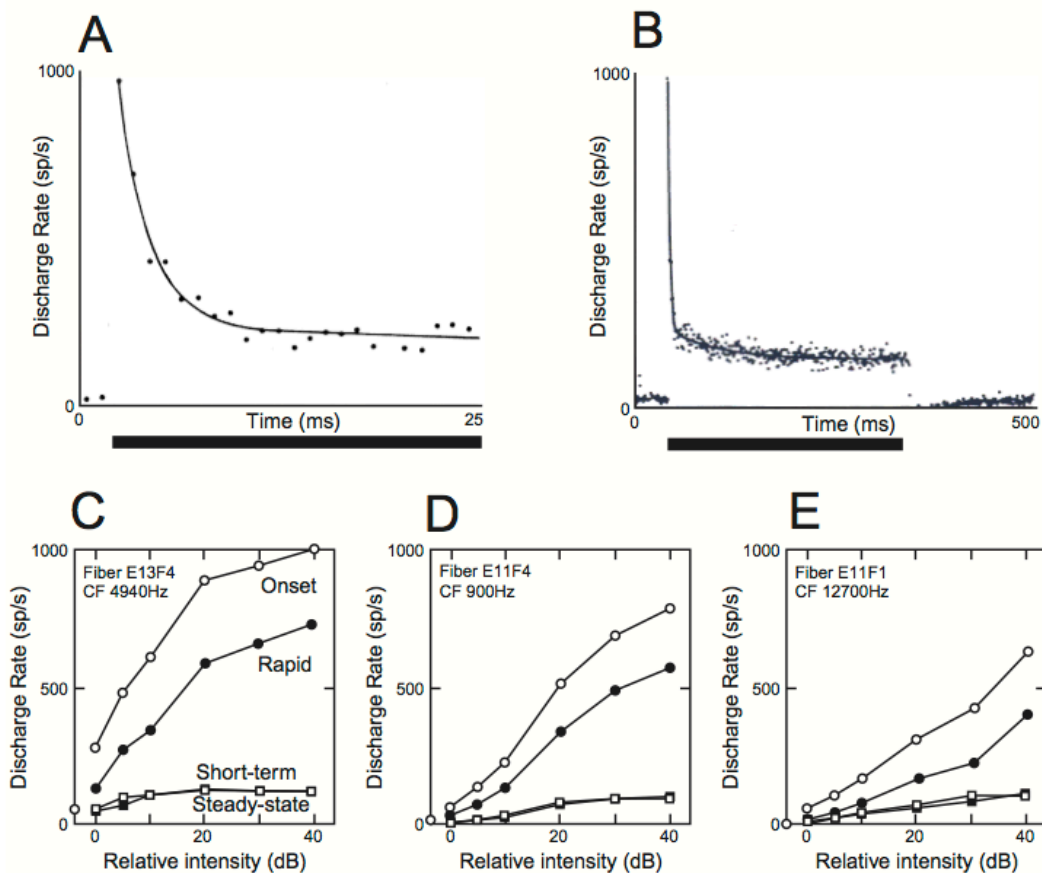 A
1000
Discharge Rate (sp/s)
0
0
Time (ms)
25
B
1000
Discharge Rate (sp/s)
0
0
Time (ms)
500
C
1000
500
0
Discharge Rate (sp/s)
Fiber E13F4
CF 4940Hz
Onset
Rapid
Short-term
Steady-state
0
20
40
Relative intensity (dB)
D
1000
500
0
Discharge Rate (sp/s)
Fiber E11F4
CF 900Hz
0
20
40
Relative intensity (dB)
E
1000
500
0
Discharge Rate (sp/s)
Fiber E11F1
CF 12700Hz
0
20
40
Relative intensity (dB)